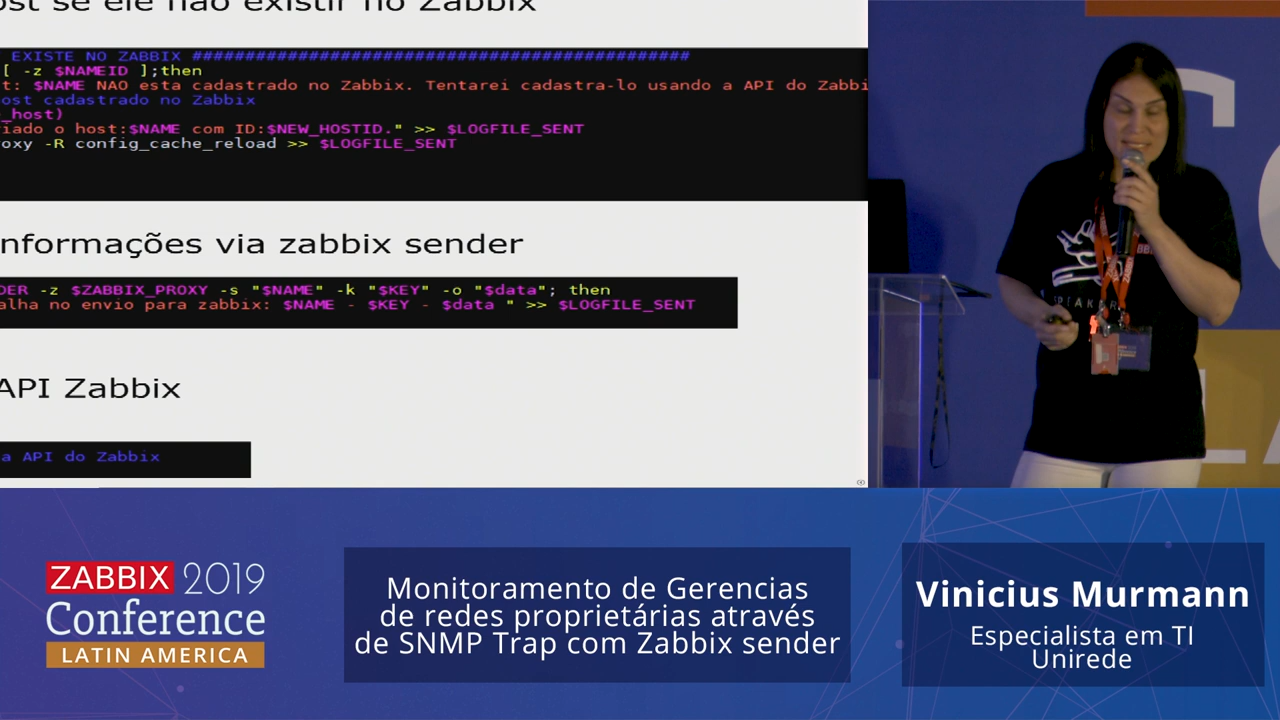 ost se ele não existir no Zabbix
EXISTE NO ZABBIX ###############################################
[ -z $NAMEID ];then
t: $NAME NAO esta cadastrado no Zabbix. Tentarei cadastra-lo usando a API do Zabbi
ost cadastrado no Zabbix
_host)
iado o host:$NAME com ID:$NEW_HOSTID." >> $LOGFILE_SENT
oxy -R config_cache_reload >> $LOGFILE_SENT
nformações via zabbix sender
DER -z $ZABBIX_PROXY -s "$NAME" -k "$KEY" -o "$data"; then
alha no envio para zabbix: $NAME - $KEY - $data " >> $LOGFILE_SENT
API Zabbix
a API do Zabbix
ZABBIX 2019
Conference
LATIN AMERICA
Monitoramento de Gerencias
de redes proprietárias através
de SNMP Trap com Zabbix sender
Vinicius Murmann
Especialista em TI
Unirede